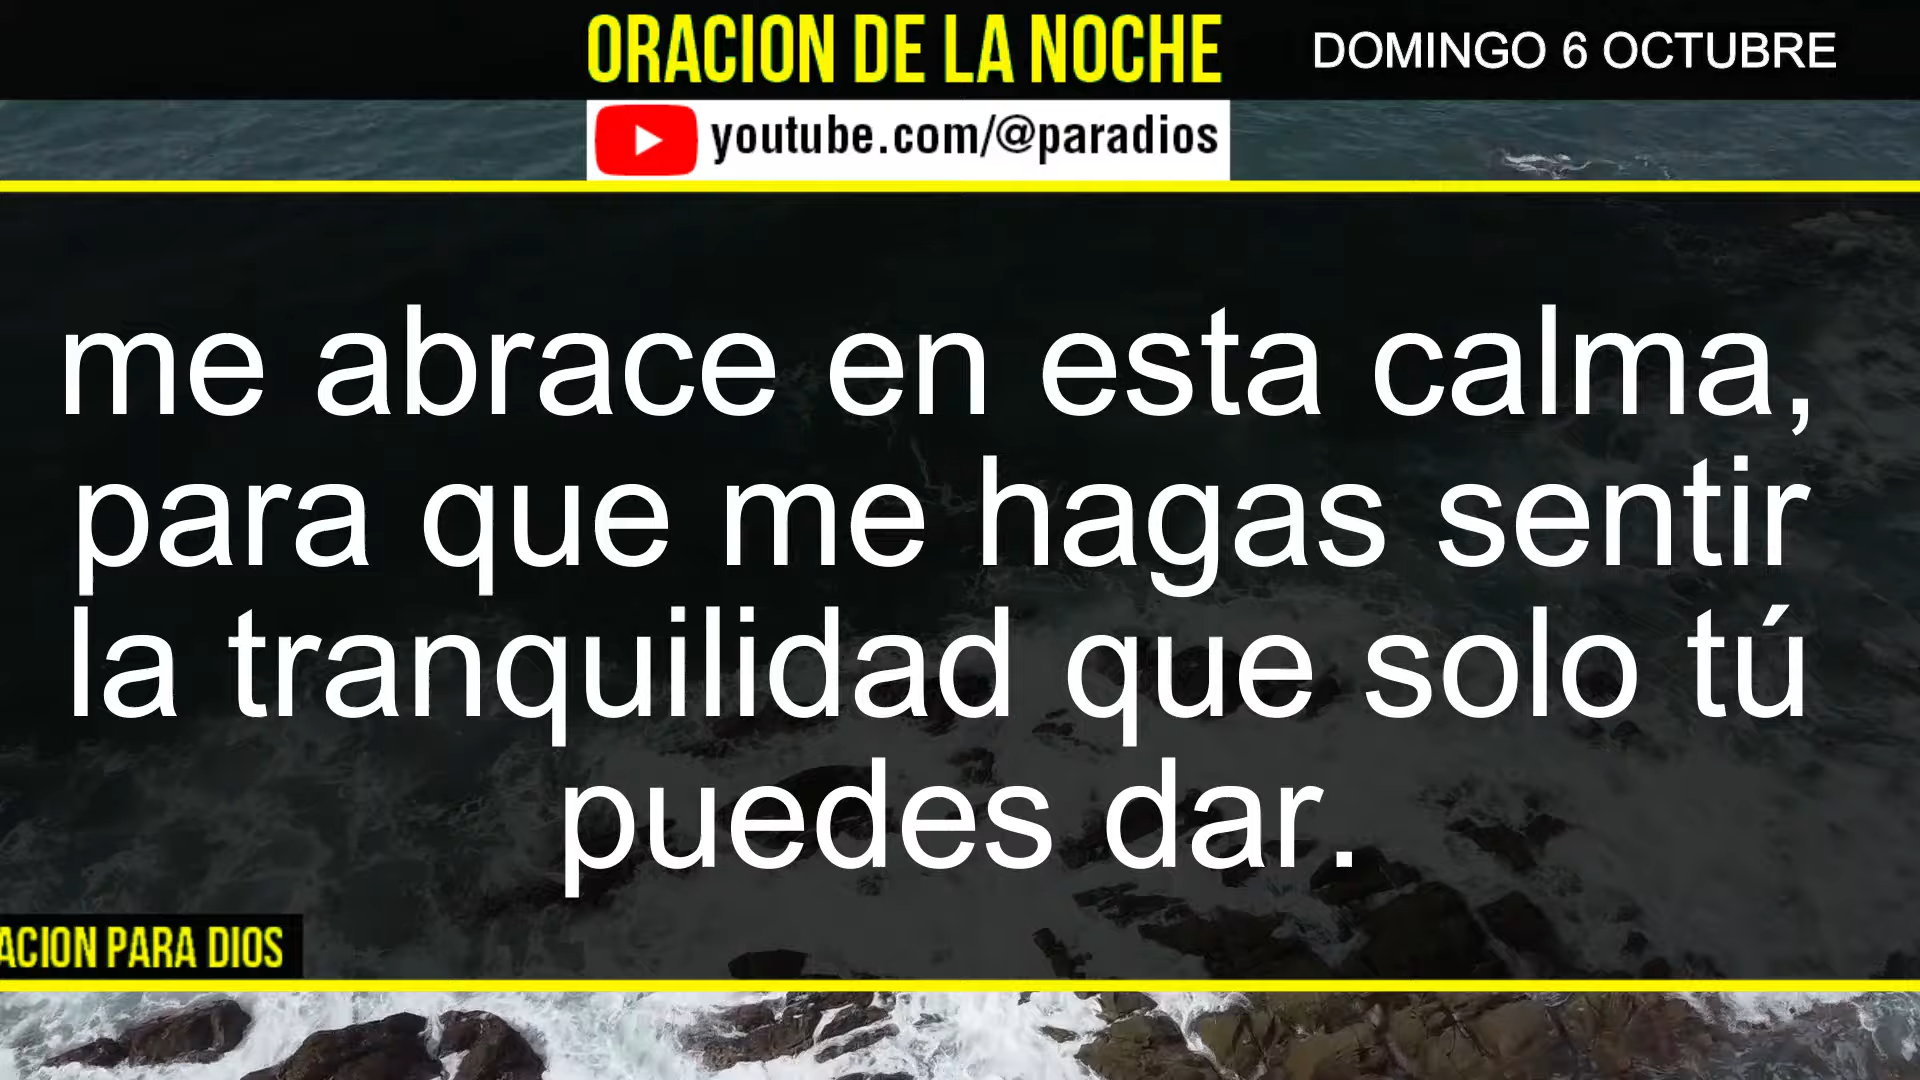 ORACION DE LA NOCHE
DOMINGO 6 OCTUBRE
youtube.com/@paradios
me abrace en esta calma,
para que me hagas sentir
la tranquilidad que solo tú
puedes dar.
ACION PARA DIOS